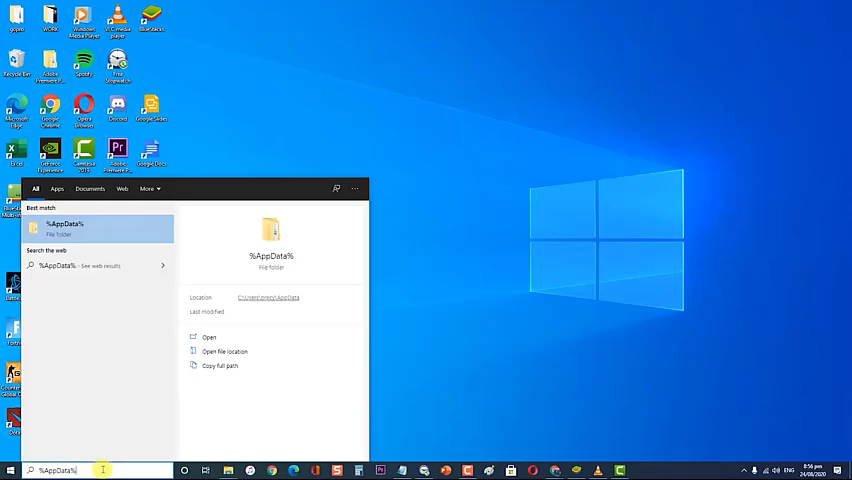 gopro
WORK
Windows Media Player
VLC media player
BlueStacks
Recycle Bin
Adobe Premiere P...
Spotify
Free Stopwatch
Microsoft Edge
Google Chrome
Opera Browser
Discord
Google Slides
Excel
GeForce Experience
Camtasia 2019
Adobe Premiere P...
Google Docs
All
Apps
Documents
Web
More
Best match
%AppData%
File folder
Search the web
%AppData% - See web results
%AppData%
File folder
Location
Last modified
Open
Open file location
Copy full path
%AppData%
ENG
8:56 pm
24/08/2020